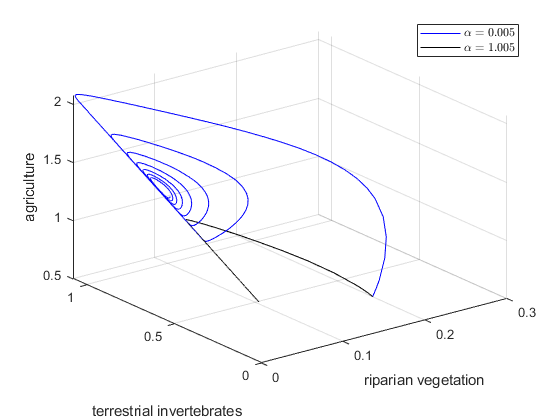 α = 0.005
α = 1.005
2
1.5
1
0.5
agriculture
1
0.5
0
terrestrial invertebrates
0
0.1
0.2
0.3
riparian vegetation